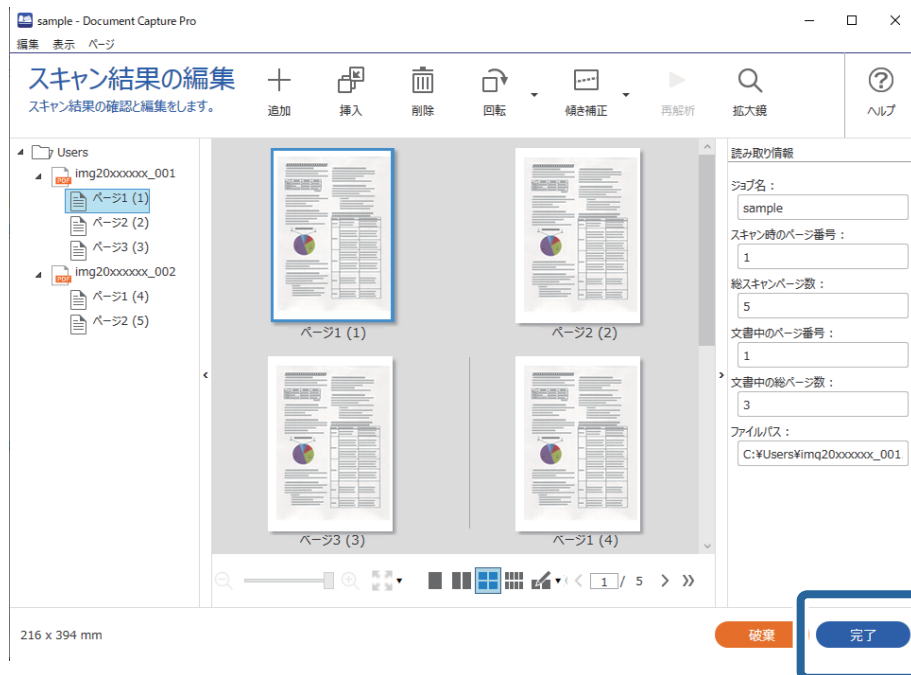 sample - Document Capture Pro
編集 表示 ページ
スキャン結果の編集
スキャン結果の確認と編集をします。
追加 挿入 削除 回転 傾き補正 再解析 拡大鏡 ヘルプ
Users
img20xxxxxx_001
ページ1 (1)
ページ2 (2)
ページ3 (3)
img20xxxxxx_002
ページ1 (4)
ページ2 (5)
ページ1 (1)
ページ2 (2)
ページ3 (3)
ページ1 (4)
読み取り情報
ジョブ名：
sample
スキャン時のページ番号：
1
総スキャンページ数：
5
文書中のページ番号：
1
文書中の総ページ数：
3
ファイルパス：
C:¥Users¥img20xxxxxx_001
1 / 5
216 x 394 mm
破棄
完了